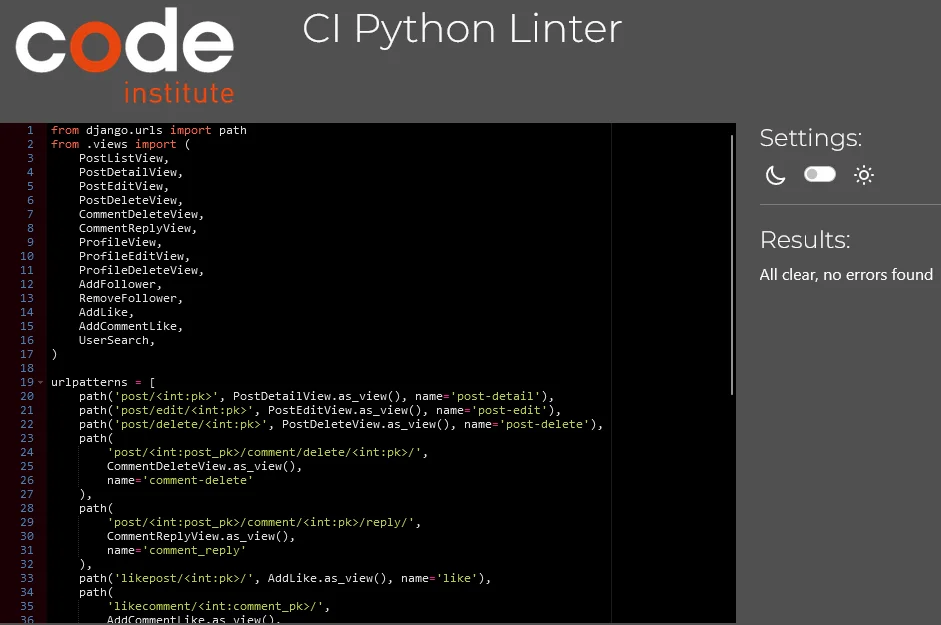 code
institute
CI Python Linter
1 from django.urls import path
2 from .views import (
3     PostListView,
4     PostDetailView,
5     PostEditView,
6     PostDeleteView,
7     CommentDeleteView,
8     CommentReplyView,
9     ProfileView,
10     ProfileEditView,
11     ProfileDeleteView,
12     AddFollower,
13     RemoveFollower,
14     AddLike,
15     AddCommentLike,
16     UserSearch,
17 )
18
19 urlpatterns = [
20     path('post/<int:pk>', PostDetailView.as_view(), name='post-detail'),
21     path('post/edit/<int:pk>', PostEditView.as_view(), name='post-edit'),
22     path('post/delete/<int:pk>', PostDeleteView.as_view(), name='post-delete'),
23     path(
24         'post/<int:post_pk>/comment/delete/<int:pk>/',
25         CommentDeleteView.as_view(),
26         name='comment-delete'
27     ),
28     path(
29         'post/<int:post_pk>/comment/<int:pk>/reply/',
30         CommentReplyView.as_view(),
31         name='comment_reply'
32     ),
33     path('likepost/<int:pk>/', AddLike.as_view(), name='like'),
34     path(
35         'likecomment/<int:comment_pk>/',
36         AddCommentLike.as_view(),
Settings:
Results:
All clear, no errors found